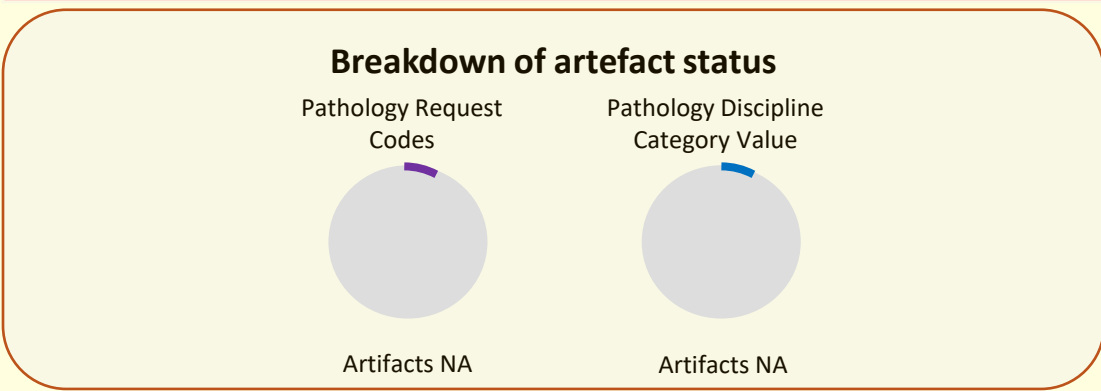 Breakdown of artefact status
Pathology Request
Codes
Pathology Discipline
Category Value
Artifacts NA
Artifacts NA